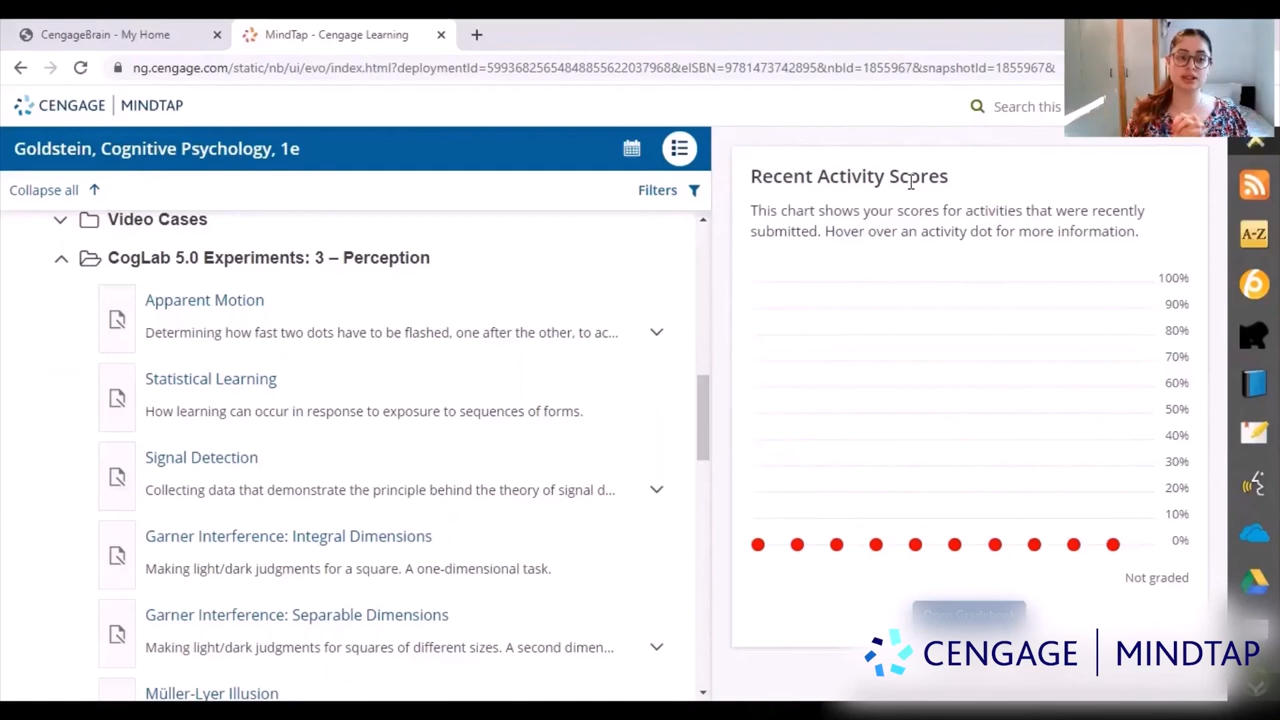 CengageBrain - My Home
MindTap - Cengage Learning
ng.cengage.com/static/nb/ui/evo/index.html?deploymentId=59568256548488556220379​68&eISBN=9781473742895&nbId=1855967&snapshotId=1855967&
CENGAGE | MINDTAP
Search this
Goldstein, Cognitive Psychology, 1e
Collapse all
Filters
Video Cases
CogLab 5.0 Experiments: 3 – Perception
Apparent Motion
Determining how fast two dots have to be flashed, one after the other, to ac...
Statistical Learning
How learning can occur in response to exposure to sequences of forms.
Signal Detection
Collecting data that demonstrate the principle behind the theory of signal d...
Garner Interference: Integral Dimensions
Making light/dark judgments for a square. A one-dimensional task.
Garner Interference: Separable Dimensions
Making light/dark judgments for squares of different sizes. A second dimen...
Müller-Lyer Illusion
Recent Activity Scores
This chart shows your scores for activities that were recently
submitted. Hover over an activity dot for more information.
100%
90%
80%
70%
60%
50%
40%
30%
20%
10%
0%
Not graded
Open Gradebook
A-Z
CENGAGE | MINDTAP